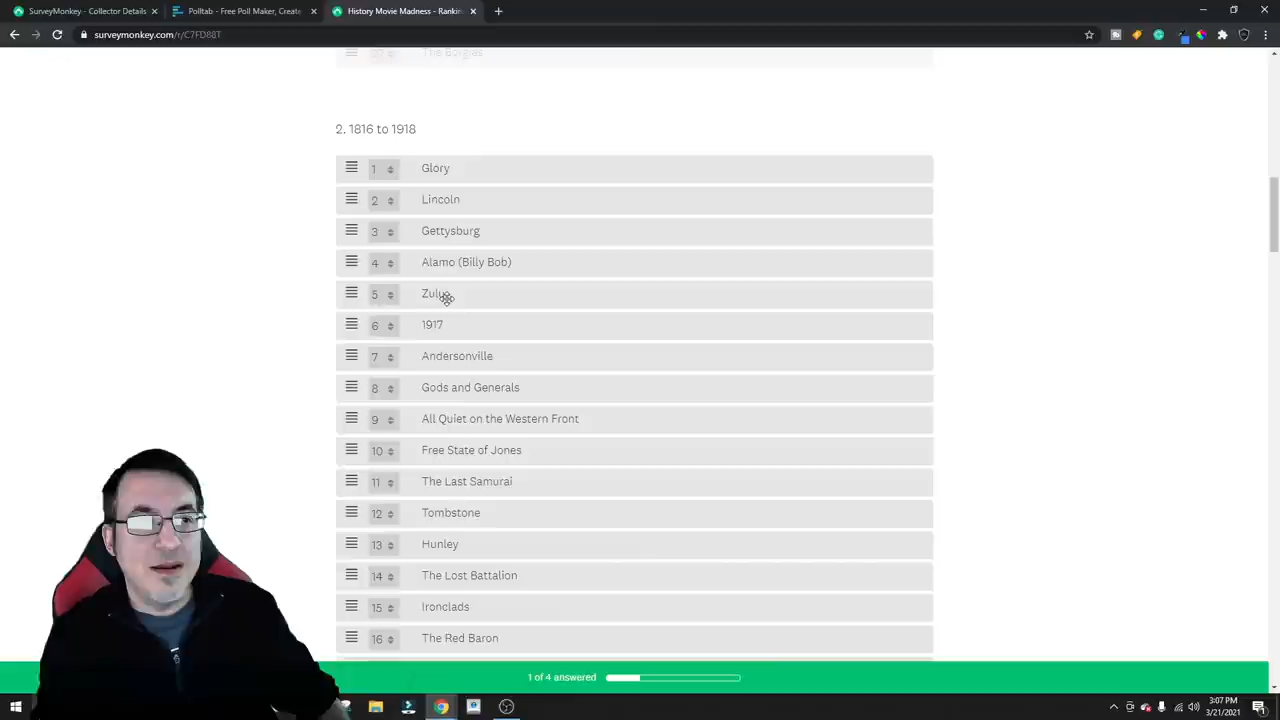 SurveyMonkey - Collector Details
Polltab - Free Poll Maker, Create
History Movie Madness - Rankin
surveymonkey.com/r/C7FD88T
The Borgias
2. 1816 to 1918
1 Glory
2 Lincoln
3 Gettysburg
4 Alamo (Billy Bob)
5
6 1917
7 Andersonville
8 Gods and Generals
9 All Quiet on the Western Front
10 Free State of Jones
11 The Last Samurai
12 Tombstone
13 Hunley
14 The Lost Battalion
15 Ironclads
16 The Red Baron
1 of 4 answered
3:07 PM
3/21/2021